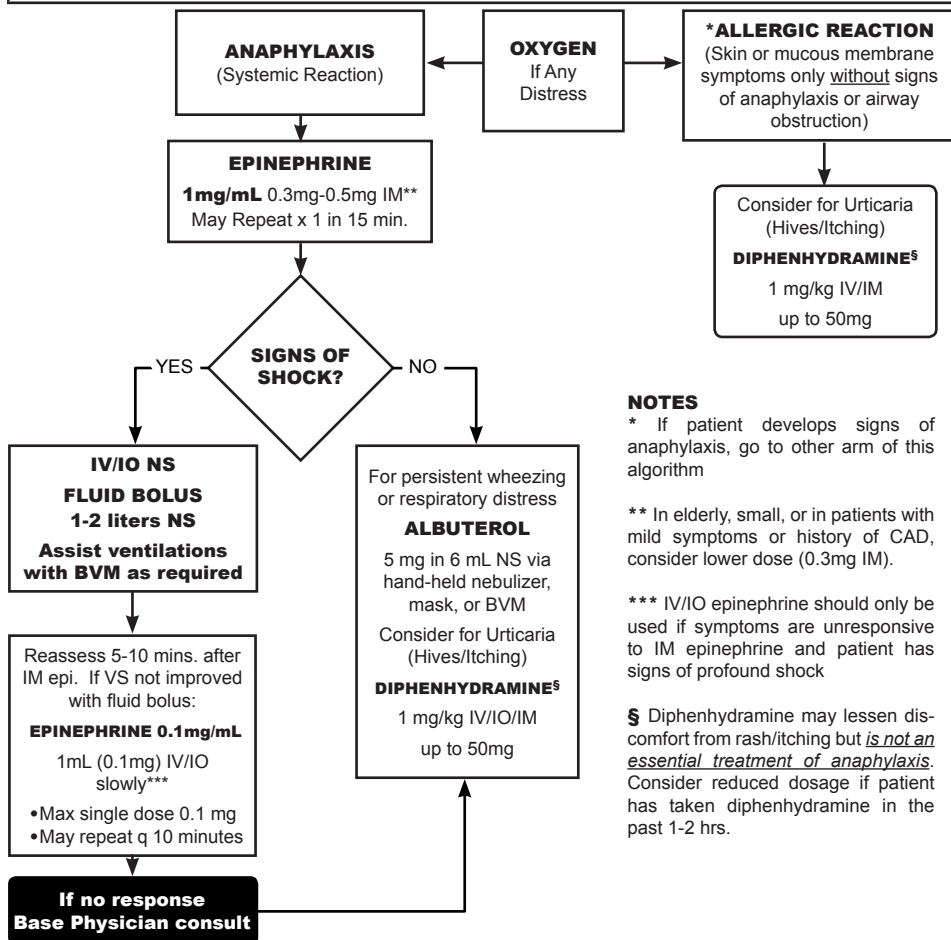 ANAPHYLAXIS
(Systemic Reaction)
OXYGEN
If Any
Distress
*ALLERGIC REACTION
(Skin or mucous membrane
symptoms only without signs
of anaphylaxis or airway
obstruction)
EPINEPHRINE
1mg/mL 0.3mg-0.5mg IM**
May Repeat x 1 in 15 min.
Consider for Urticaria
(Hives/Itching)
DIPHENHYDRAMINE§
1 mg/kg IV/IM
up to 50mg
SIGNS OF
SHOCK?
YES
NO
IV/IO NS
FLUID BOLUS
1-2 liters NS
Assist ventilations
with BVM as required
Reassess 5-10 mins. after
IM epi. If VS not improved
with fluid bolus:
EPINEPHRINE 0.1mg/mL
1mL (0.1mg) IV/IO
slowly***
•Max single dose 0.1 mg
•May repeat q 10 minutes
If no response
Base Physician consult
For persistent wheezing
or respiratory distress
ALBUTEROL
5 mg in 6 mL NS via
hand-held nebulizer,
mask, or BVM
Consider for Urticaria
(Hives/Itching)
DIPHENHYDRAMINE§
1 mg/kg IV/IO/IM
up to 50mg
NOTES
* If patient develops signs of
anaphylaxis, go to other arm of this
algorithm
** In elderly, small, or in patients with
mild symptoms or history of CAD,
consider lower dose (0.3mg IM).
*** IV/IO epinephrine should only be
used if symptoms are unresponsive
to IM epinephrine and patient has
signs of profound shock
§ Diphenhydramine may lessen dis-
comfort from rash/itching but is not an
essential treatment of anaphylaxis.
Consider reduced dosage if patient
has taken diphenhydramine in the
past 1-2 hrs.